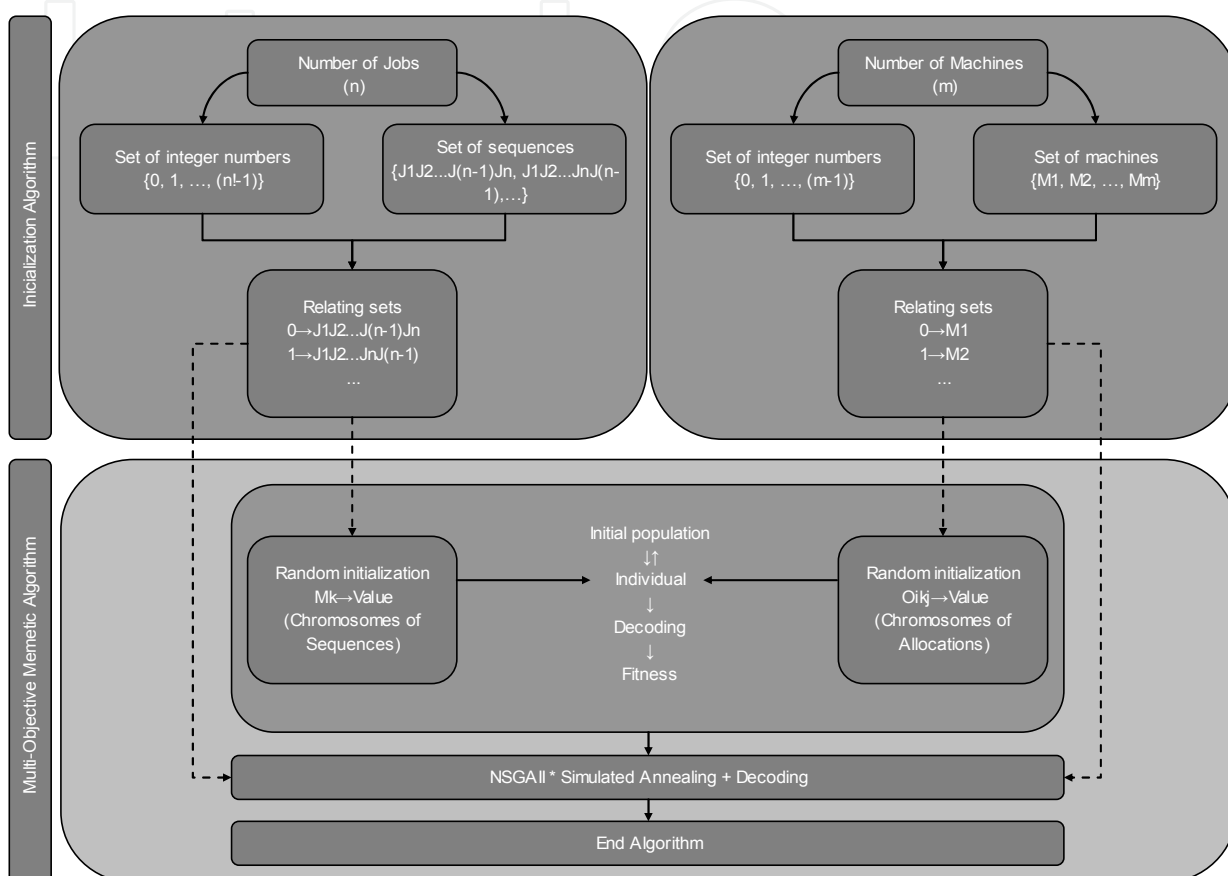 Inicialization Algorithm
Number of Jobs
(n)
Set of integer numbers
{0, 1, …, (n!-1)}
Set of sequences
{J1J2...J(n-1)Jn, J1J2...JnJ(n-
1),…}
Relating sets
0→J1J2...J(n-1)Jn
1→J1J2...JnJ(n-1)
...
Number of Machines
(m)
Set of integer numbers
{0, 1, …, (m-1)}
Set of machines
{M1, M2, …, Mm}
Relating sets
0→M1
1→M2
...
Multi-Objective Memetic Algorithm
Random initialization
Mk→Value
(Chromosomes of
Sequences)
Initial population
↓↑
Individual
↓
Decoding
↓
Fitness
Random initialization
Oikj→Value
(Chromosomes of
Allocations)
NSGAII * Simulated Annealing + Decoding
End Algorithm